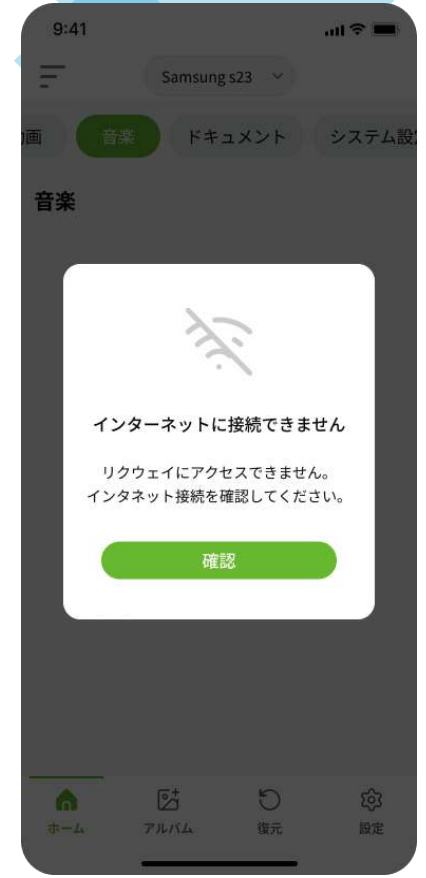 9:41
Samsung s23
動画
音楽
ドキュメント
システム設
音楽
インターネットに接続できません
リクウェイにアクセスできません。
インタネット接続を確認してください。
確認
ホーム
アルバム
復元
設定